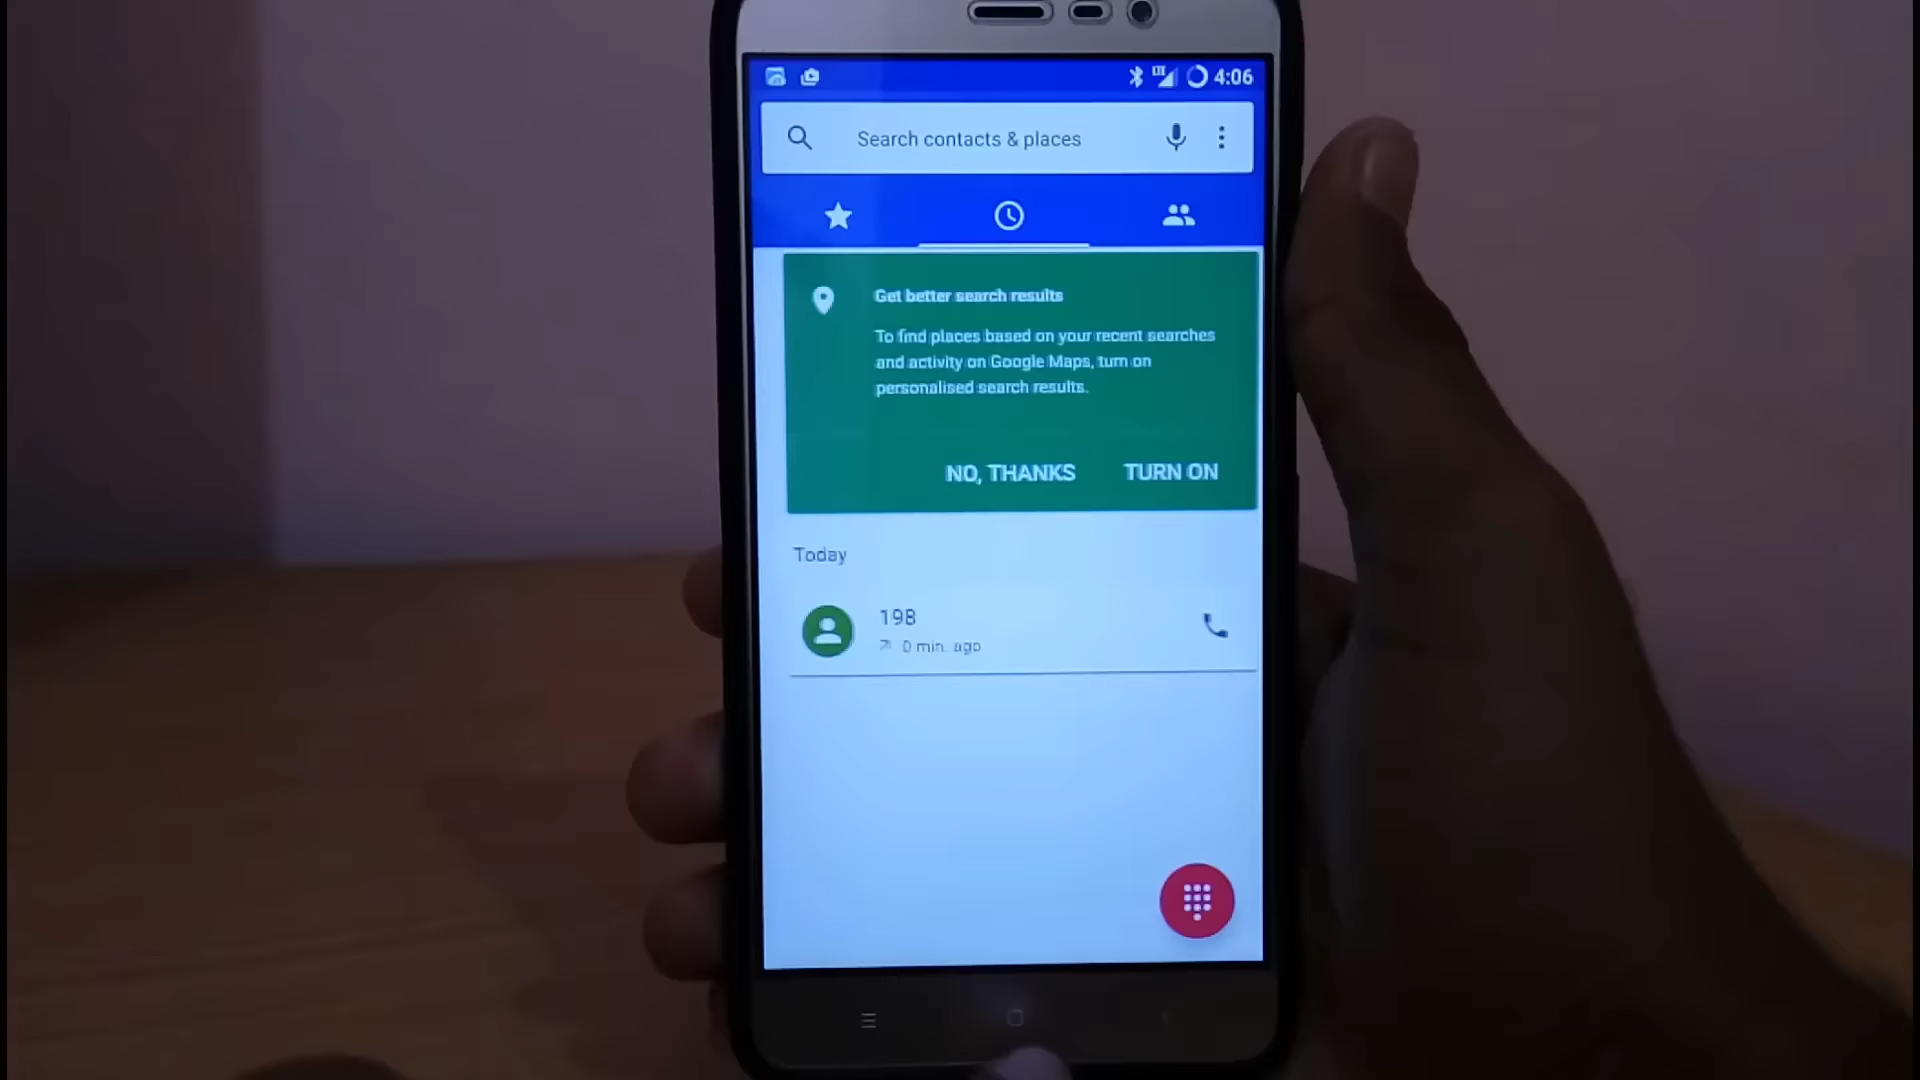 LTE 4:06
Search contacts & places
Get better search results
To find places based on your recent searches
and activity on Google Maps, turn on
personalised search results.
NO, THANKS TURN ON
Today
198
0 min. ago